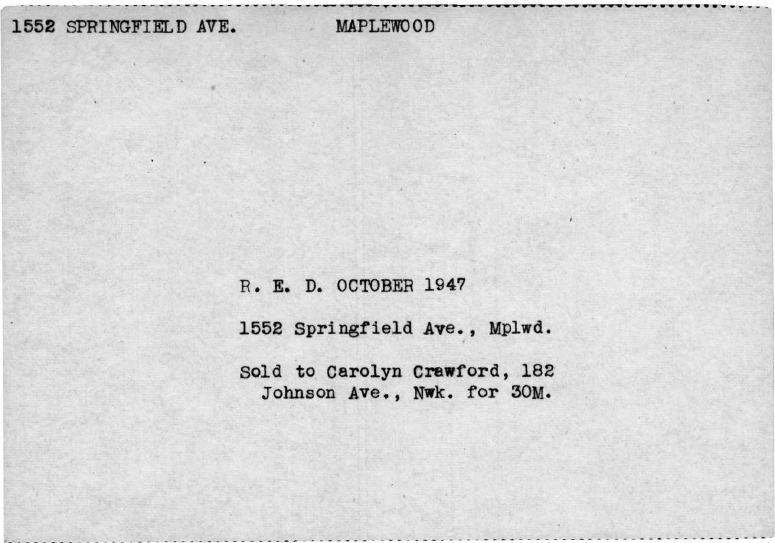 1552 SPRINGFIELD AVE. MAPLEWOOD
R. E. D. OCTOBER 1947
1552 Springfield Ave., Mplwd.
Sold to Carolyn Crawford, 182
Johnson Ave., Nwk. for 30M.